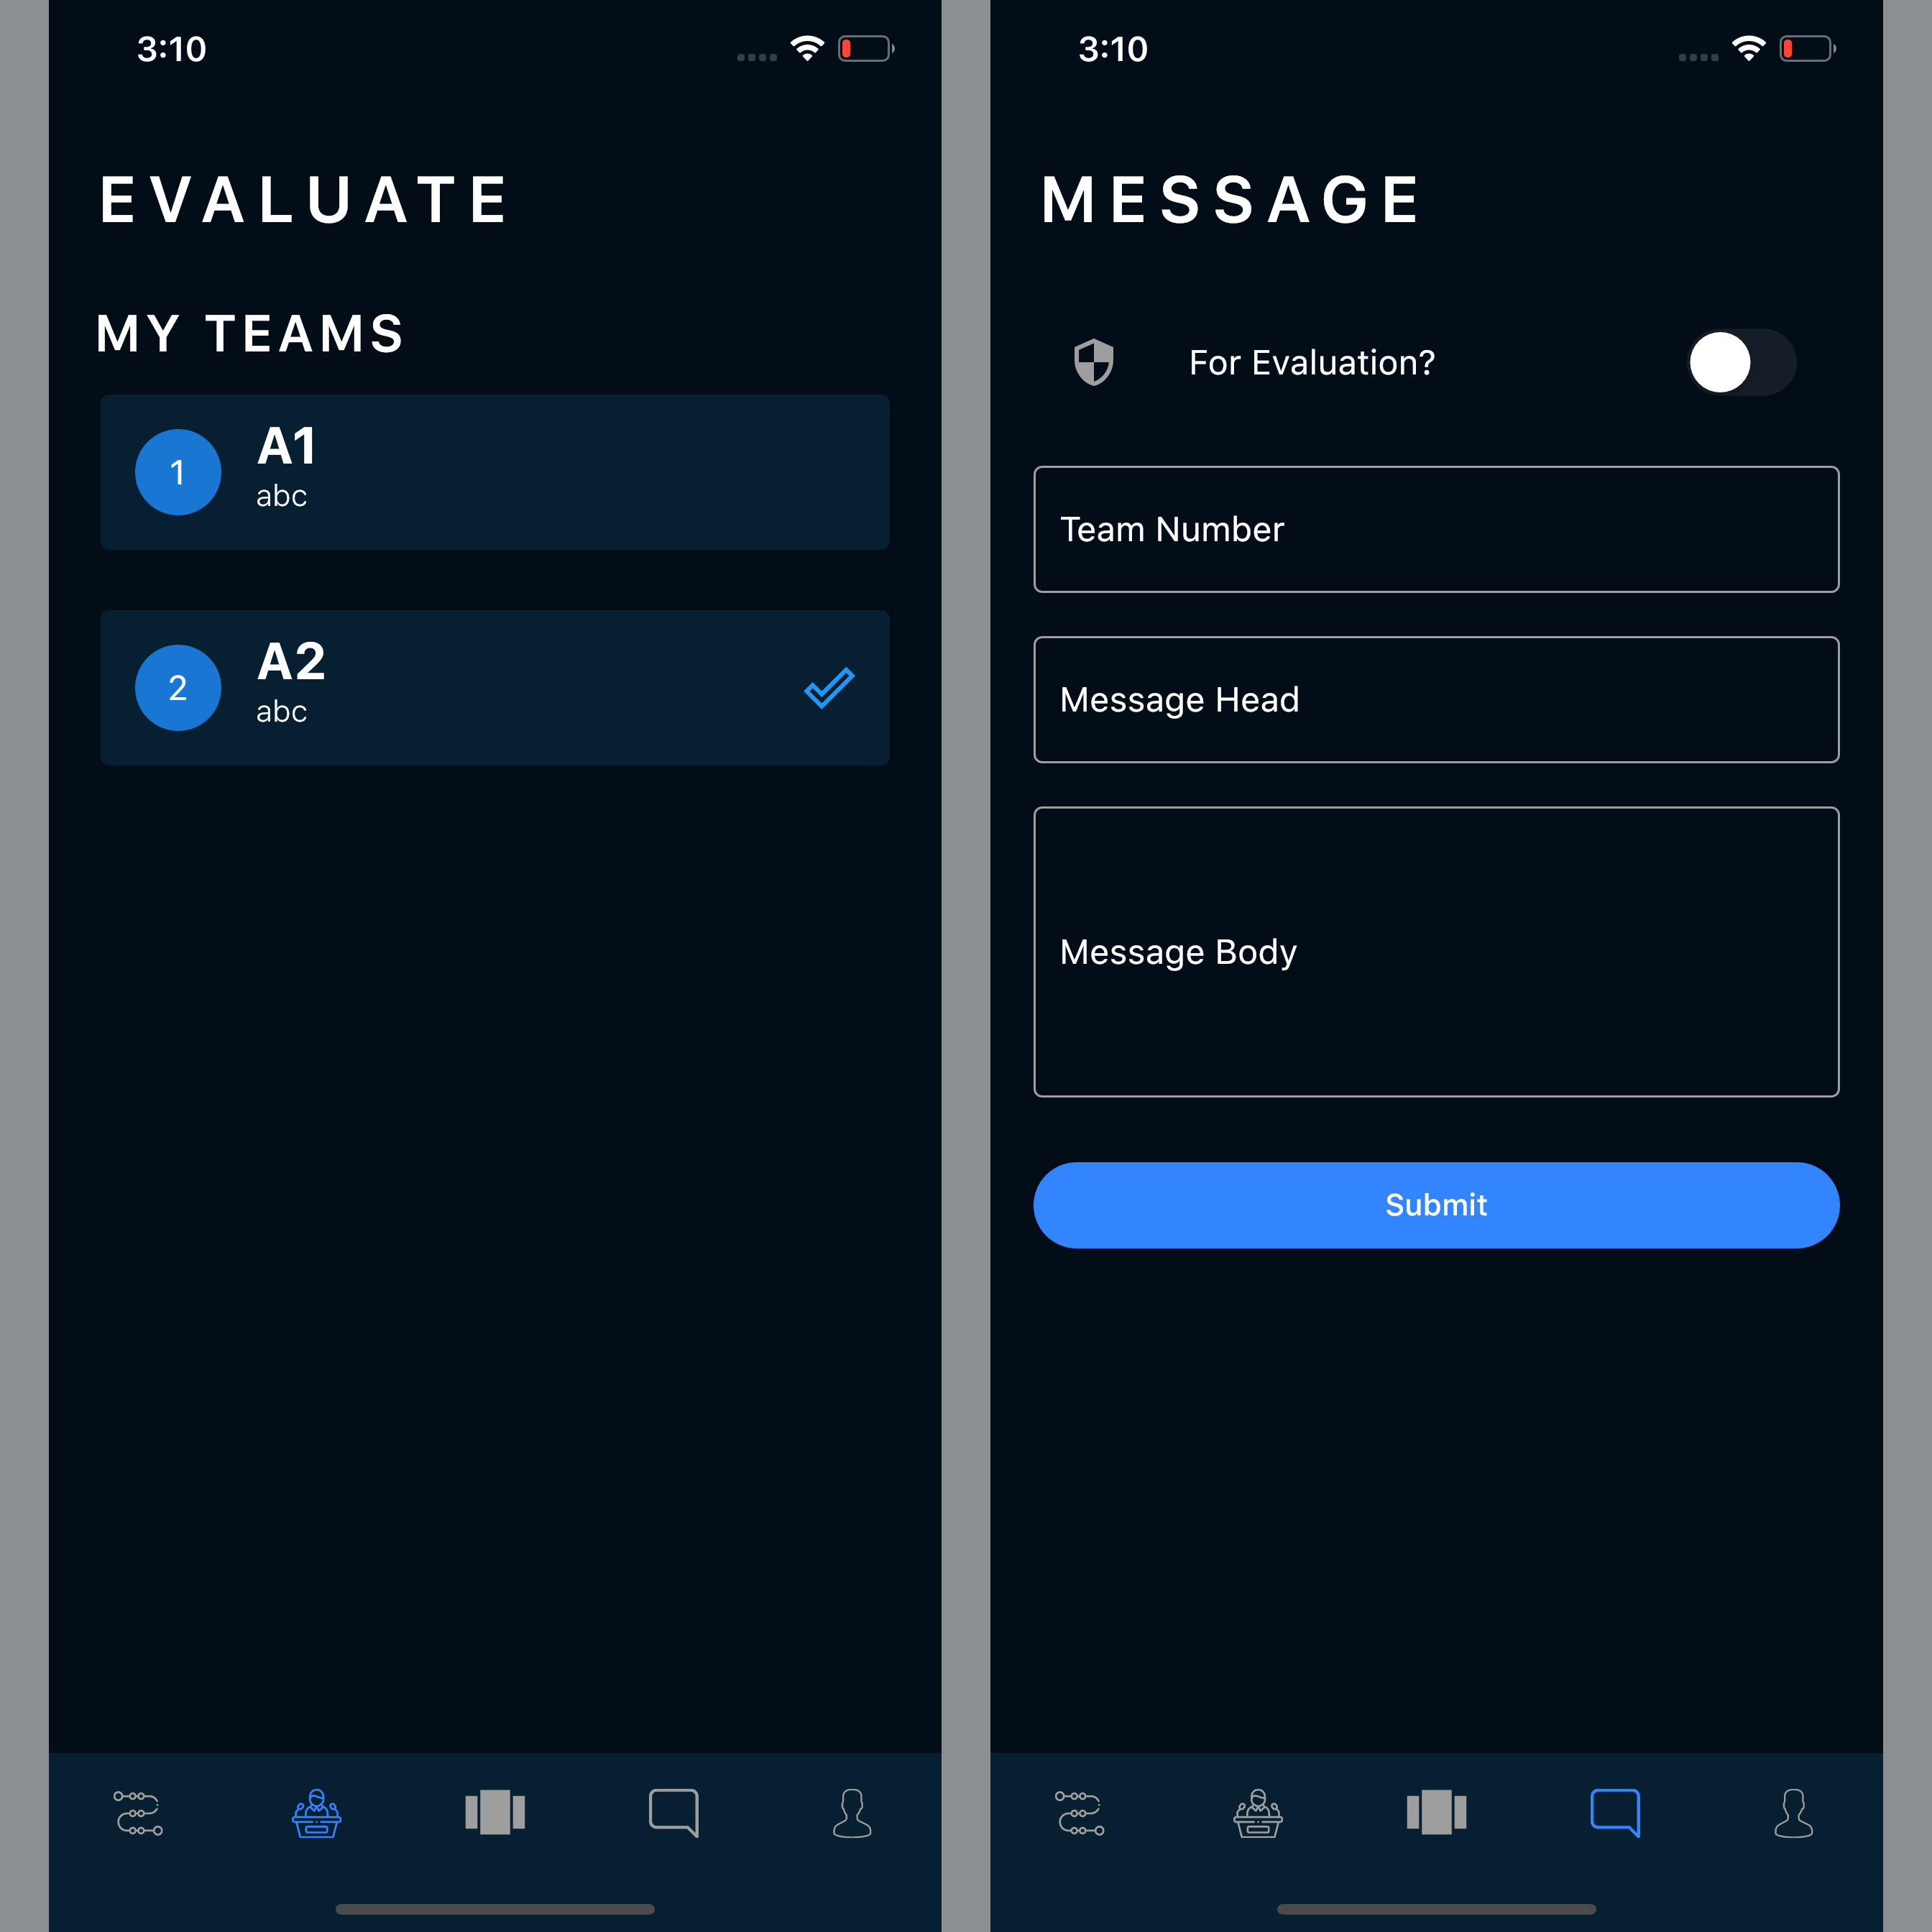 3:10
EVALUATE
MY TEAMS
1
A1
abc
2
A2
abc
3:10
MESSAGE
For Evaluation?
Team Number
Message Head
Message Body
Submit